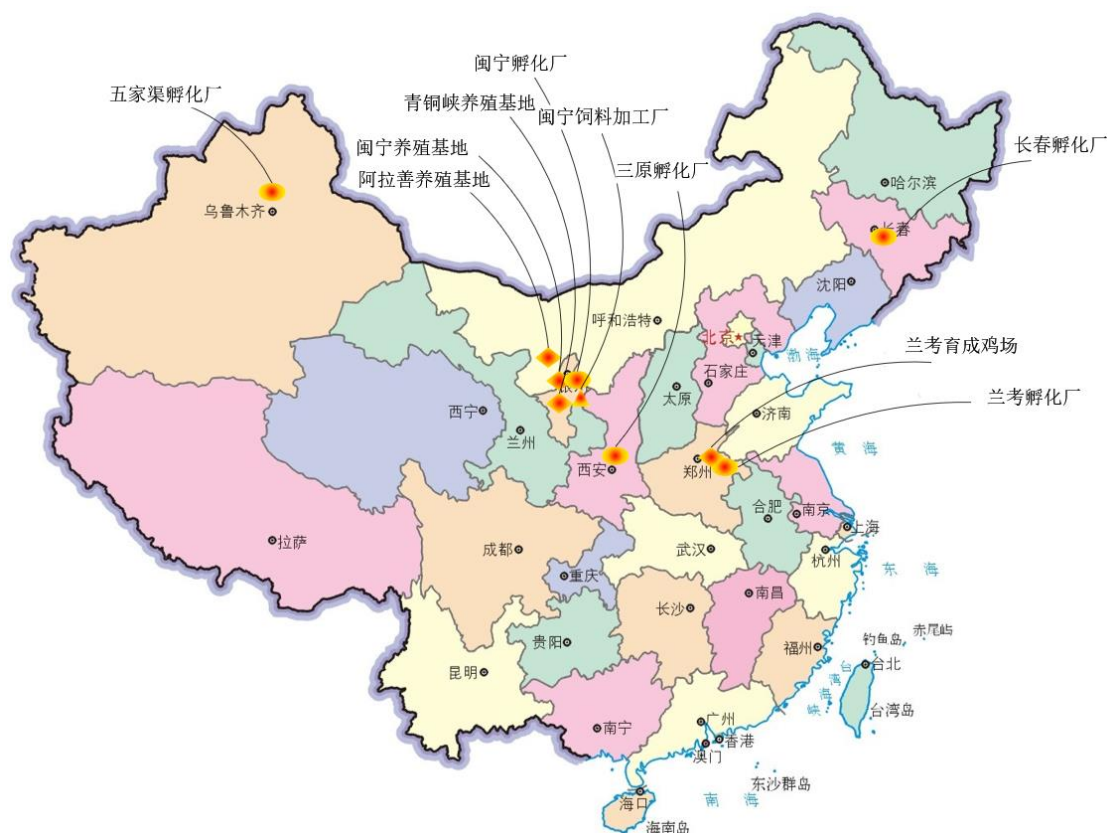 闽宁孵化厂
五家渠孵化厂
青铜峡养殖基地
闽宁饲料加工厂
长春孵化厂
闽宁养殖基地
三原孵化厂
阿拉善养殖基地
哈尔滨
乌鲁木齐
长春
沈阳
呼和浩特
北京
天津
渤海
兰考育成鸡场
石家庄
太原
西宁
济南
兰考孵化厂
兰州
郑州
黄海
西安
合肥
南京
上海
拉萨
成都
武汉
杭州
东海
重庆
南昌
长沙
赤尾屿
钓鱼岛
贵阳
福州
台北
昆明
台湾海峡
台湾岛
广州
南宁
香港
澳门
东沙群岛
海口
南海
海南岛